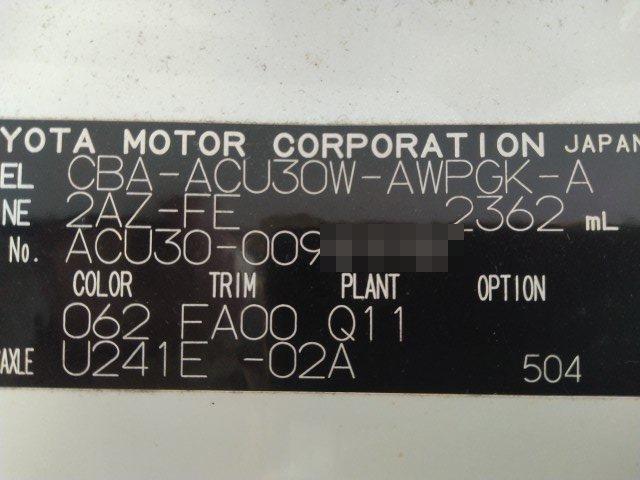 YOTA MOTOR CORPORATION JAPAN
EL CBA-ACU30W-AWPGK-A
NE 2AZ-FE 2362 mL
No. ACU30-009
COLOR TRIM PLANT OPTION
062 FA00 Q11
AXLE U241E -02A 504